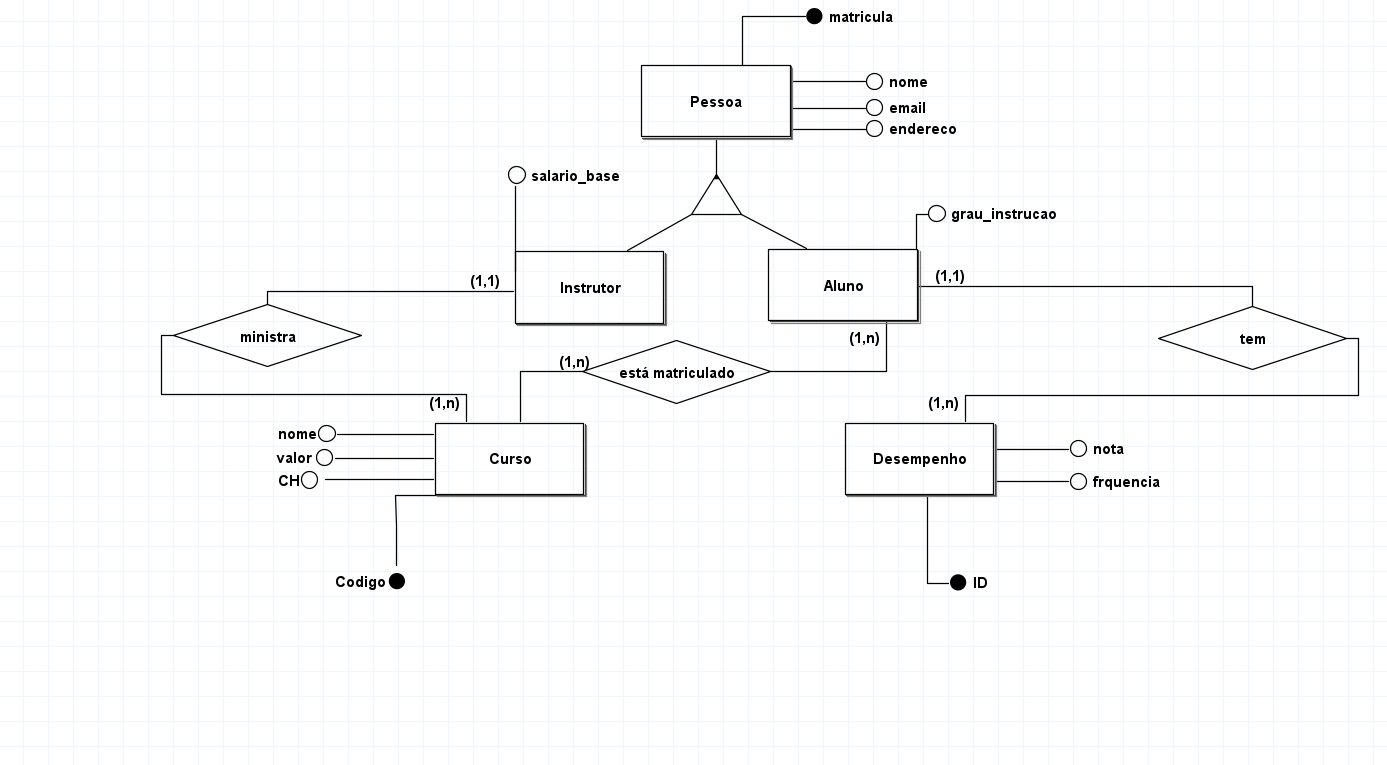 matricula
nome
Pessoa
email
endereco
salario_base
grau_instrucao
(1,1)
Instrutor
Aluno
(1,1)
ministra
(1,n)
tem
(1,n)
está matriculado
(1,n)
(1,n)
nome
valor
Curso
CH
Desempenho
nota
frquencia
Codigo
ID